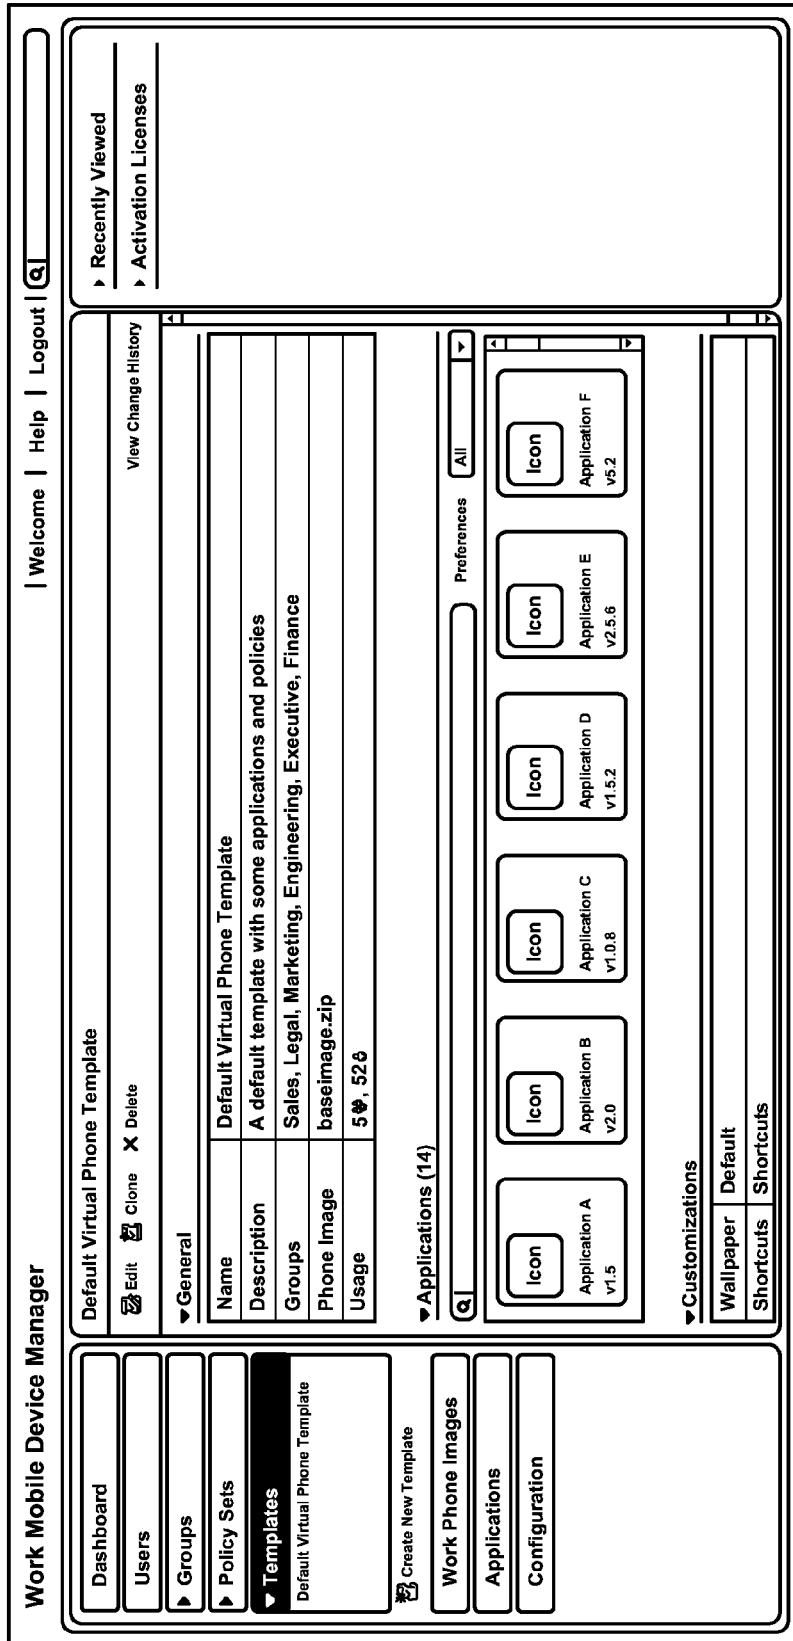 Work Mobile Device Manager
| Welcome | Help | Logout |
Dashboard
Users
Groups
Policy Sets
Templates
Default Virtual Phone Template
Create New Template
Work Phone Images
Applications
Configuration
Default Virtual Phone Template
Edit Clone Delete View Change History
General
Name Default Virtual Phone Template
Description A default template with some applications and policies
Groups Sales, Legal, Marketing, Engineering, Executive, Finance
Phone Image baseimage.zip
Usage 5, 52
Applications (14)
Preferences All
Icon
Application A
v1.5
Icon
Application B
v2.0
Icon
Application C
v1.0.8
Icon
Application D
v1.5.2
Icon
Application E
v2.5.6
Icon
Application F
v5.2
Customizations
Wallpaper Default
Shortcuts Shortcuts
Recently Viewed
Activation Licenses